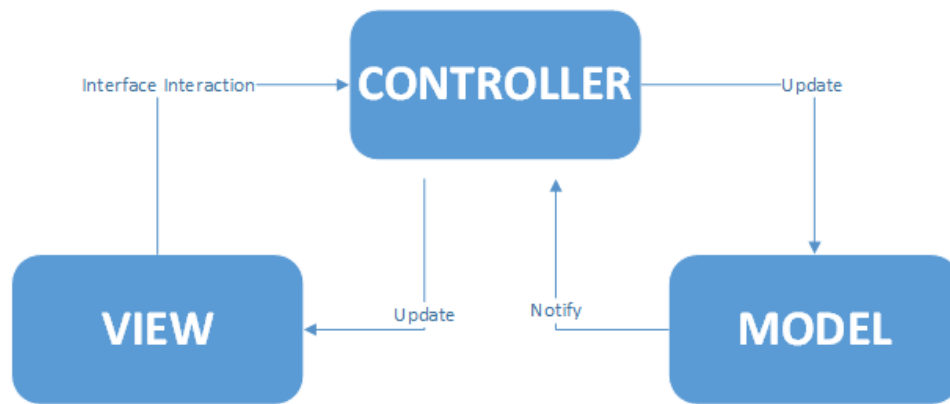 CONTROLLER
Interface Interaction
Update
Update
Notify
VIEW
MODEL